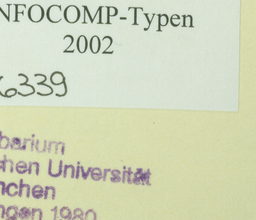 NFOCOMP-Typen
2002
6339
barium
chen Universität
nchen
ngen 1980